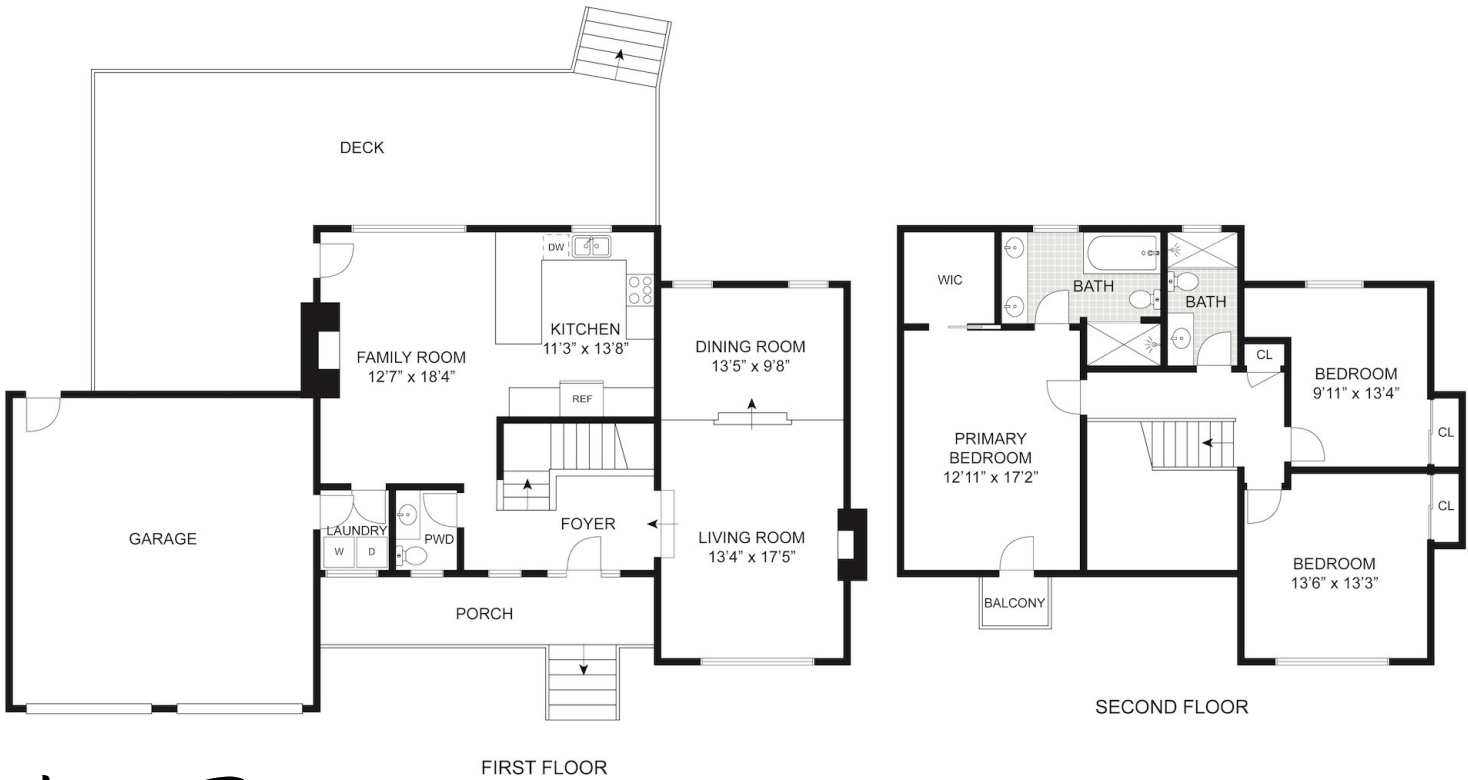 DECK
DW
KITCHEN
11'3" x 13'8"
FAMILY ROOM
12'7" x 18'4"
REF
DINING ROOM
13'5" x 9'8"
GARAGE
LAUNDRY
W
D
PWD
FOYER
LIVING ROOM
13'4" x 17'5"
PORCH
FIRST FLOOR
WIC
BATH
BATH
CL
BEDROOM
9'11" x 13'4"
CL
PRIMARY
BEDROOM
12'11" x 17'2"
CL
BEDROOM
13'6" x 13'3"
BALCONY
SECOND FLOOR